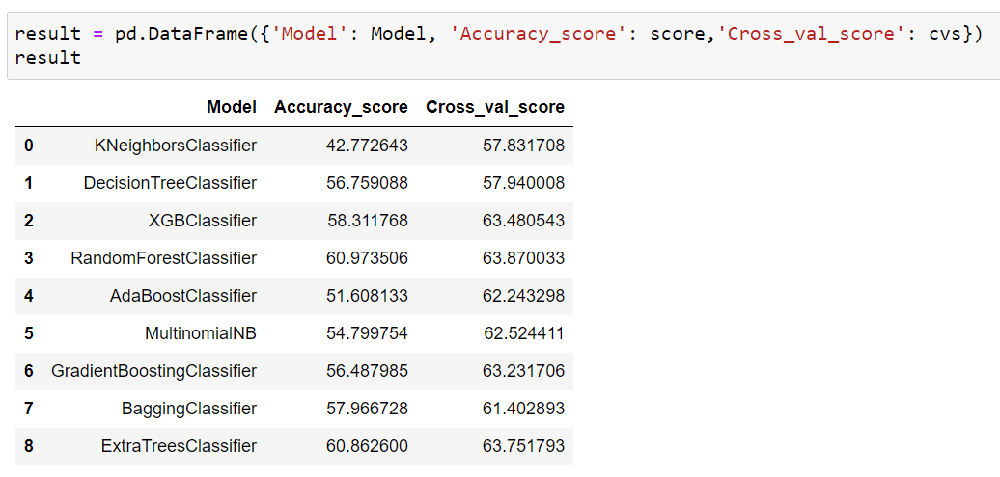 result = pd.DataFrame({'Model': Model, 'Accuracy_score': score,'Cross_val_score': cvs})
result
Model Accuracy_score Cross_val_score
0 KNeighborsClassifier 42.772643 57.831708
1 DecisionTreeClassifier 56.759088 57.940008
2 XGBClassifier 58.311768 63.480543
3 RandomForestClassifier 60.973506 63.870033
4 AdaBoostClassifier 51.608133 62.243298
5 MultinomialNB 54.799754 62.524411
6 GradientBoostingClassifier 56.487985 63.231706
7 BaggingClassifier 57.966728 61.402893
8 ExtraTreesClassifier 60.862600 63.751793